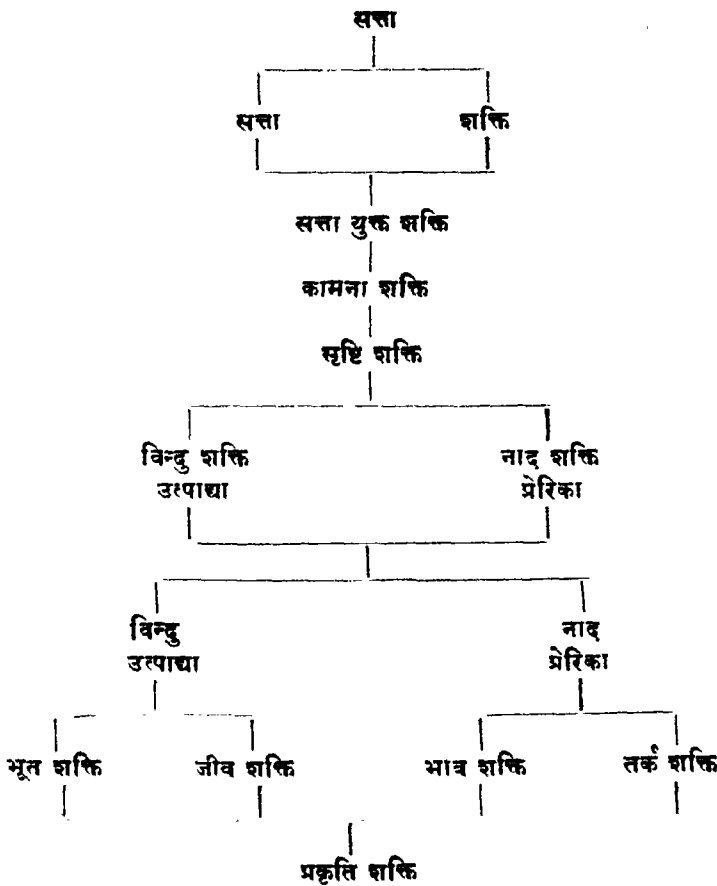 सत्ता
सत्ता शक्ति
सत्ता युक्त शक्ति
कामना शक्ति
सृष्टि शक्ति
विन्दु शक्ति नाद शक्ति
उत्पाद्या प्रेरिका
विन्दु नाद
उत्पाद्या प्रेरिका
भूत शक्ति जीव शक्ति भाव शक्ति तर्क शक्ति
प्रकृति शक्ति